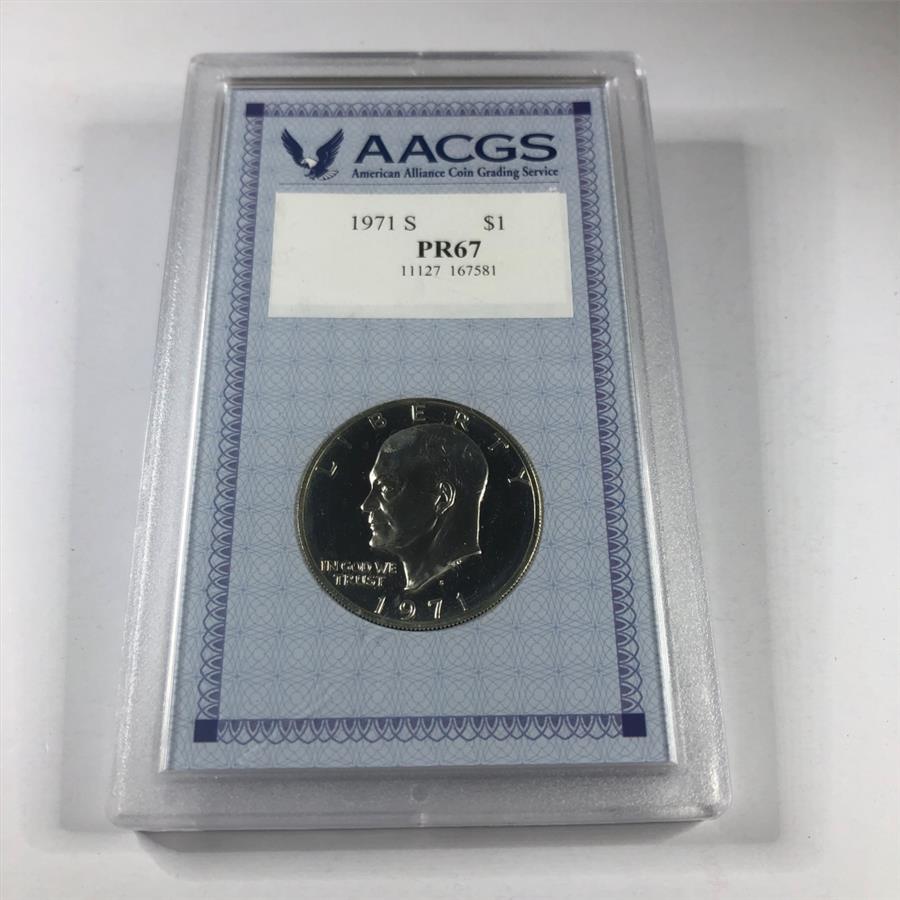 AACGS
American Alliance Coin Grading Service
1971 S $1
PR67
11127 167581
LIBERTY
IN GOD WE
TRUST
S
1971